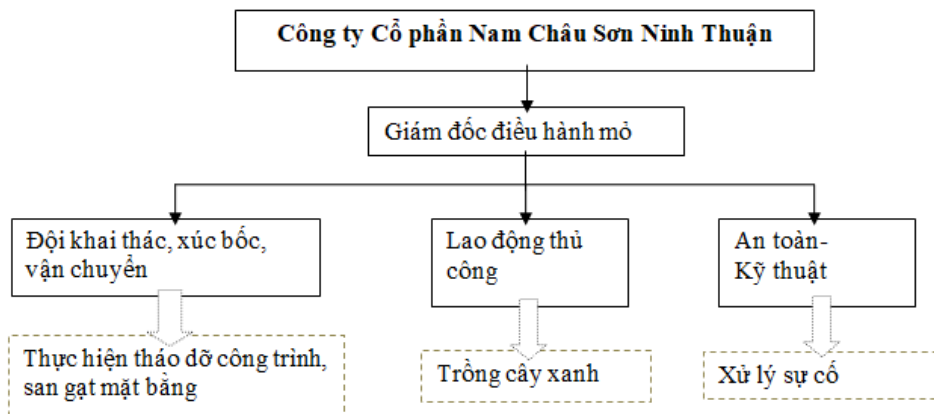 Công ty Cổ phần Nam Châu Sơn Ninh Thuận
Giám đốc điều hành mỏ
Đội khai thác, xúc bốc,
vận chuyển
Lao động thủ
công
An toàn-
Kỹ thuật
Thực hiện tháo dỡ công trình,
san gạt mặt bằng
Trồng cây xanh
Xử lý sự cố